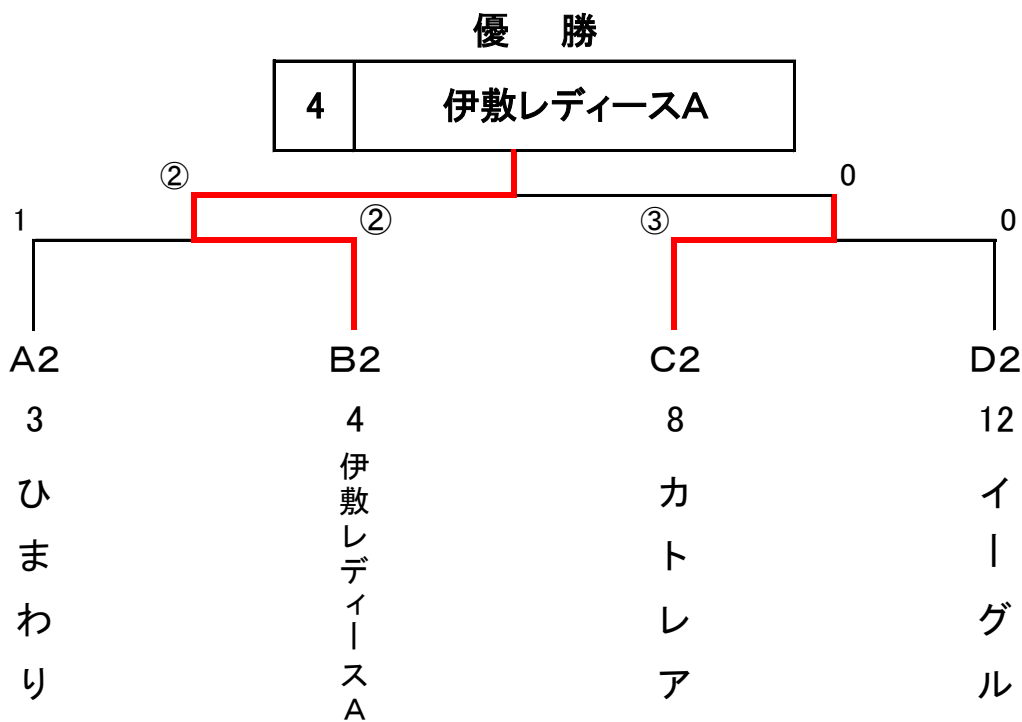 優 勝
4 伊敷レディースA
② 0
1 ② ③ 0
A2 B2 C2 D2
3 4 8 12
ひまわり
伊敷レディースA
カトレア
イーグル